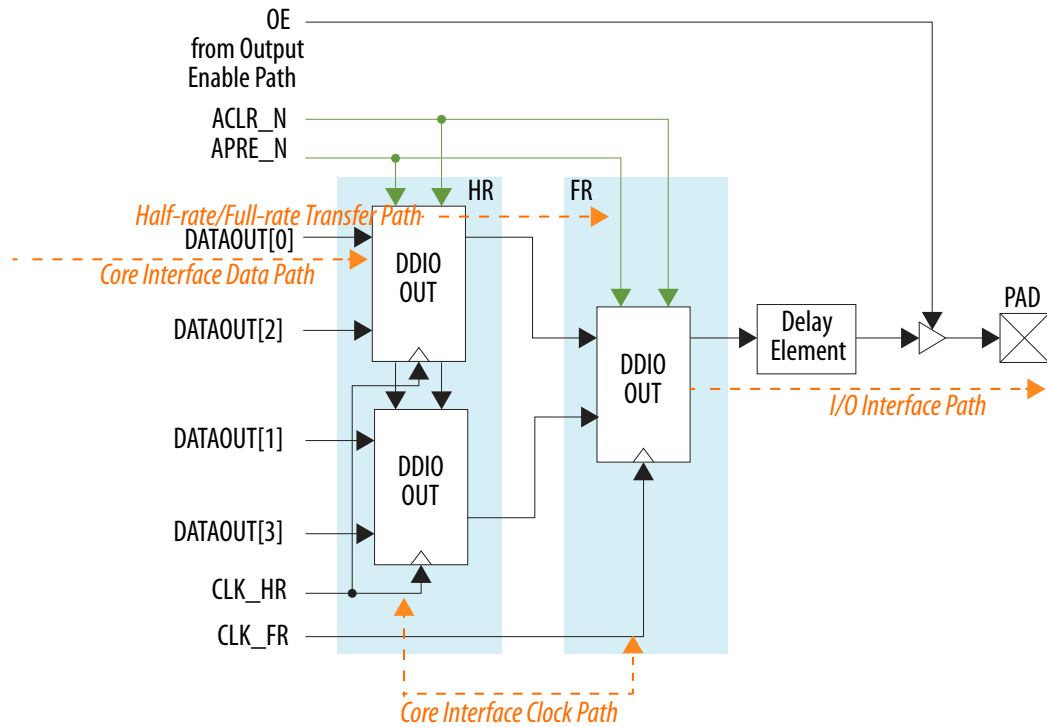 OE
from Output
Enable Path
ACLR_N
APRE_N
HR
FR
Half-rate/Full-rate Transfer Path
DATAOUT[0]
Core Interface Data Path
DDIO
OUT
DATAOUT[2]
PAD
Delay
Element
DDIO
OUT
I/O Interface Path
DATAOUT[1]
DDIO
OUT
DATAOUT[3]
CLK_HR
CLK_FR
Core Interface Clock Path